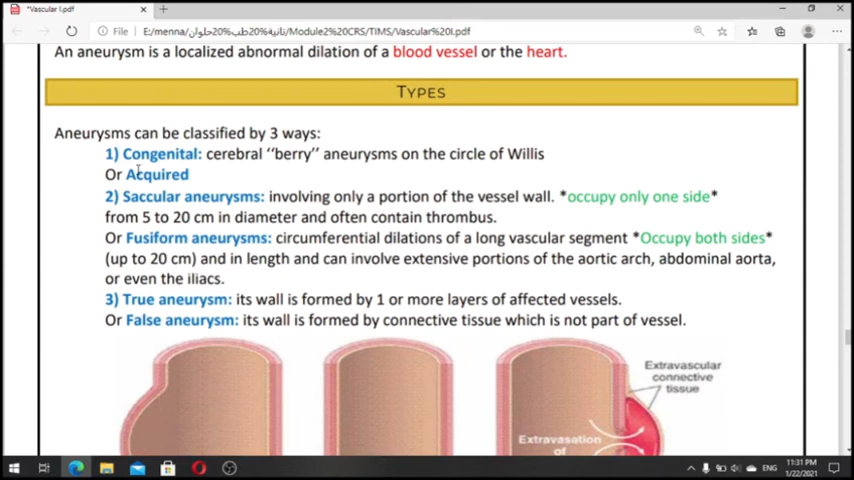 *Vascular I.pdf
File
E:/menna/ثانية%20طب%20حلوان/Module2%20CRS/TIMS/Vascular%20I.pdf
An aneurysm is a localized abnormal dilation of a blood vessel or the heart.
TYPES
Aneurysms can be classified by 3 ways:
1) Congenital: cerebral ‘‘berry’’ aneurysms on the circle of Willis
Or Acquired
2) Saccular aneurysms: involving only a portion of the vessel wall. *occupy only one side*
from 5 to 20 cm in diameter and often contain thrombus.
Or Fusiform aneurysms: circumferential dilations of a long vascular segment *Occupy both sides*
(up to 20 cm) and in length and can involve extensive portions of the aortic arch, abdominal aorta,
or even the iliacs.
3) True aneurysm: its wall is formed by 1 or more layers of affected vessels.
Or False aneurysm: its wall is formed by connective tissue which is not part of vessel.
Extravascular
connective
tissue
Extravasation
of
ENG
11:31 PM
1/22/2021